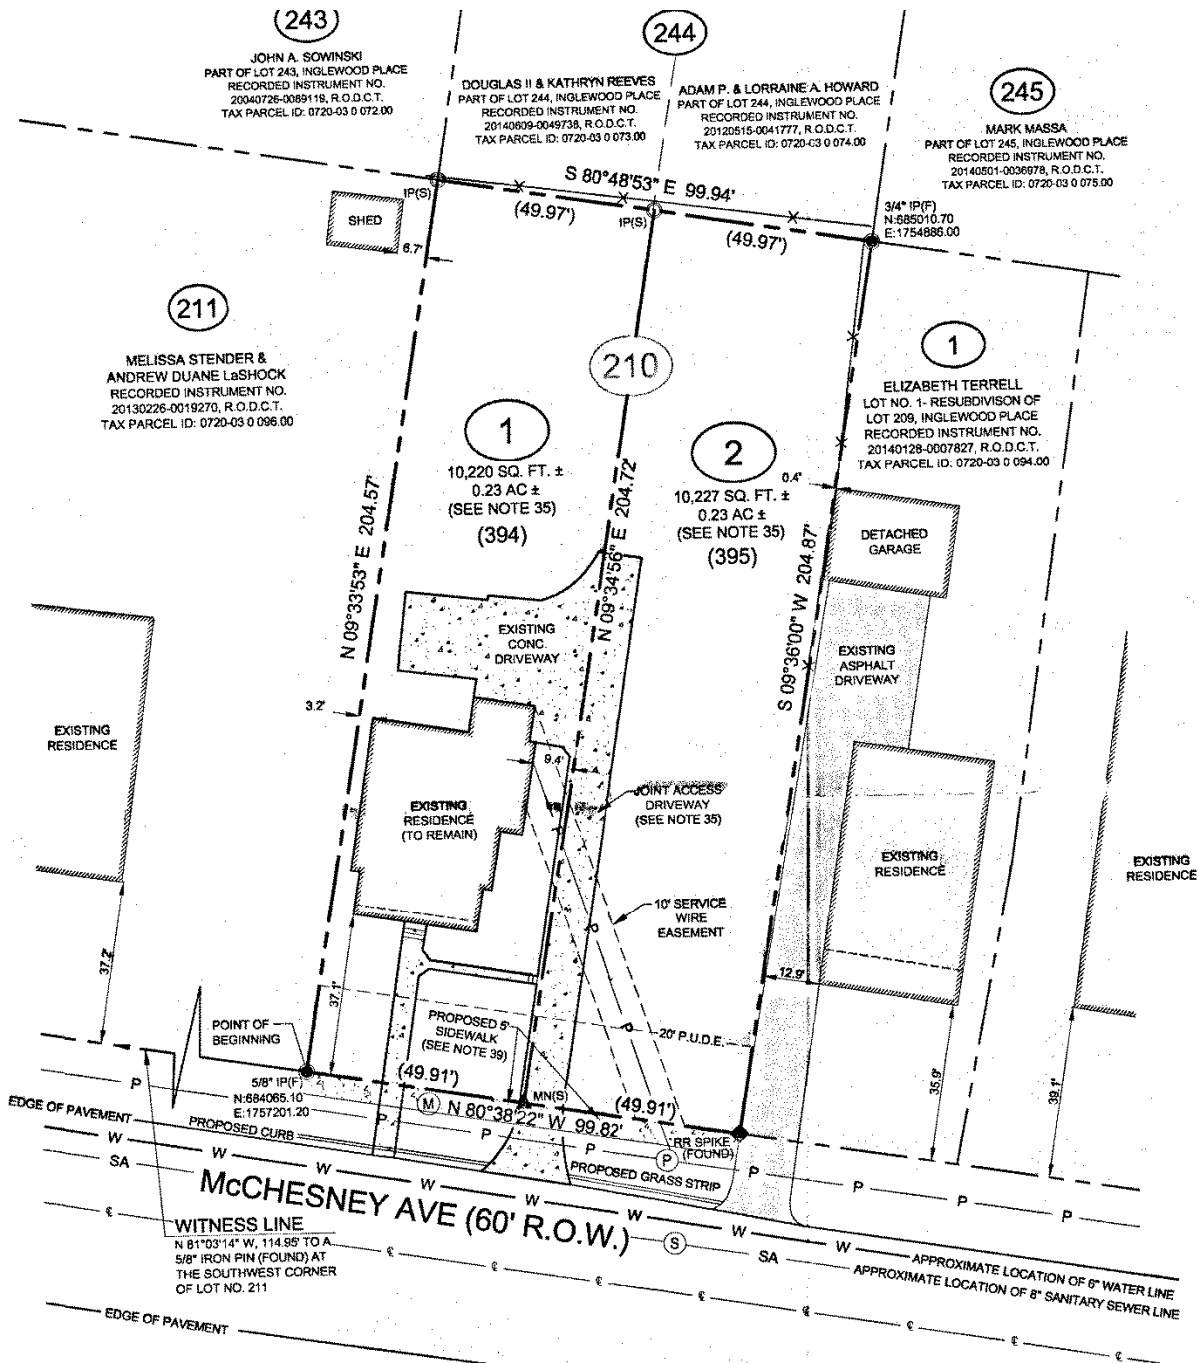 243
JOHN A. SOWINSKI
PART OF LOT 243, INGLEWOOD PLACE
RECORDED INSTRUMENT NO.
20040726-0089119, R.O.D.C.T.
TAX PARCEL ID: 0720-03 0 072.00
244
DOUGLAS II & KATHRYN REEVES
PART OF LOT 244, INGLEWOOD PLACE
RECORDED INSTRUMENT NO.
20140609-0049738, R.O.D.C.T.
TAX PARCEL ID: 0720-03 0 073.00
ADAM P. & LORRAINE A. HOWARD
PART OF LOT 244, INGLEWOOD PLACE
RECORDED INSTRUMENT NO.
20120515-0041777, R.O.D.C.T.
TAX PARCEL ID: 0720-03 0 074.00
245
MARK MASSA
PART OF LOT 245, INGLEWOOD PLACE
RECORDED INSTRUMENT NO.
20140501-0036978, R.O.D.C.T.
TAX PARCEL ID: 0720-03 0 075.00
S 80°48'53" E 99.94'
IP(S)
(49.97')
IP(S)
(49.97')
3/4" IP(F)
N:685010.70
E:1754886.00
SHED
6.7'
211
MELISSA STENDER &
ANDREW DUANE LaSHOCK
RECORDED INSTRUMENT NO.
20130226-0019270, R.O.D.C.T.
TAX PARCEL ID: 0720-03 0 096.00
210
1
ELIZABETH TERRELL
LOT NO. 1- RESUBDIVISON OF
LOT 209, INGLEWOOD PLACE
RECORDED INSTRUMENT NO.
20140128-0007827, R.O.D.C.T.
TAX PARCEL ID: 0720-03 0 094.00
1
10,220 SQ. FT. ±
0.23 AC ±
(SEE NOTE 35)
(394)
2
10,227 SQ. FT. ±
0.23 AC ±
(SEE NOTE 35)
(395)
N 09°33'53" E 204.57'
N 09°34'56" E 204.72'
S 09°36'00" W 204.87'
0.4'
DETACHED
GARAGE
EXISTING
CONC.
DRIVEWAY
EXISTING
ASPHALT
DRIVEWAY
3.2'
EXISTING
RESIDENCE
9.4'
EXISTING
RESIDENCE
(TO REMAIN)
JOINT ACCESS
DRIVEWAY
(SEE NOTE 35)
EXISTING
RESIDENCE
EXISTING
RESIDENCE
10' SERVICE
WIRE
EASEMENT
P
P
37.2'
37.1'
12.9'
35.9'
39.1'
POINT OF
BEGINNING
PROPOSED 5'
SIDEWALK
(SEE NOTE 39)
20' P.U.D.E.
5/8" IP(F)
N:684065.10
E:1757201.20
(49.91')
MN(S)
(49.91')
M
N 80°38'22" W 99.82'
RR SPIKE
(FOUND)
P
P P P P P P P P P
EDGE OF PAVEMENT
PROPOSED CURB
PROPOSED GRASS STRIP
W W W W W W W W W W
SA
McCHESNEY AVE (60' R.O.W.)
S
SA
APPROXIMATE LOCATION OF 6" WATER LINE
APPROXIMATE LOCATION OF 8" SANITARY SEWER LINE
WITNESS LINE
N 81°03'14" W, 114.95' TO A
5/8" IRON PIN (FOUND) AT
THE SOUTHWEST CORNER
OF LOT NO. 211
EDGE OF PAVEMENT